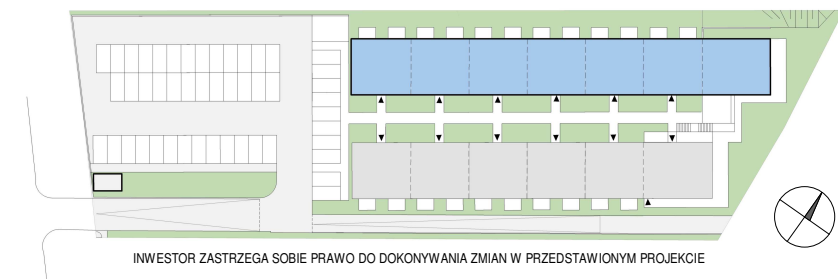 INWESTOR ZASTRZEGA SOBIE PRAWO DO DOKONYWANIA ZMIAN W PRZEDSTAWIONYM PROJEKCIE